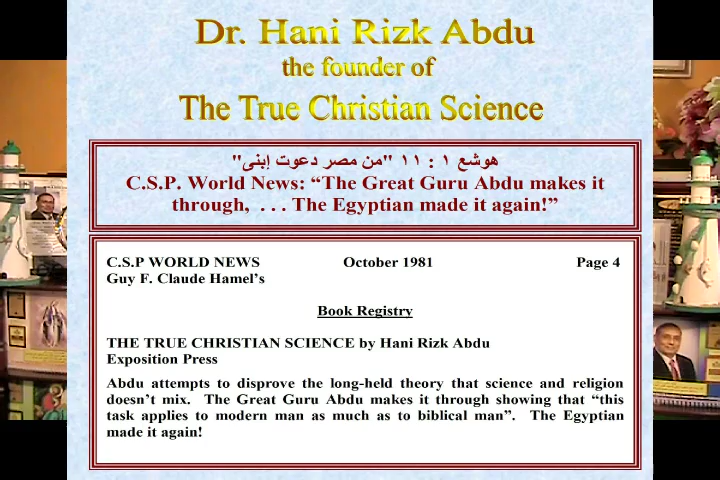 Dr. Hani Rizk Abdu
the founder of
The True Christian Science
هوشع ١ : ١١ "من مصر دعوت إبنى"
C.S.P. World News: “The Great Guru Abdu makes it
through, . . . The Egyptian made it again!”
C.S.P WORLD NEWS October 1981 Page 4
Guy F. Claude Hamel’s
Book Registry
THE TRUE CHRISTIAN SCIENCE by Hani Rizk Abdu
Exposition Press
Abdu attempts to disprove the long-held theory that science and religion
doesn’t mix. The Great Guru Abdu makes it through showing that “this
task applies to modern man as much as to biblical man”. The Egyptian
made it again!